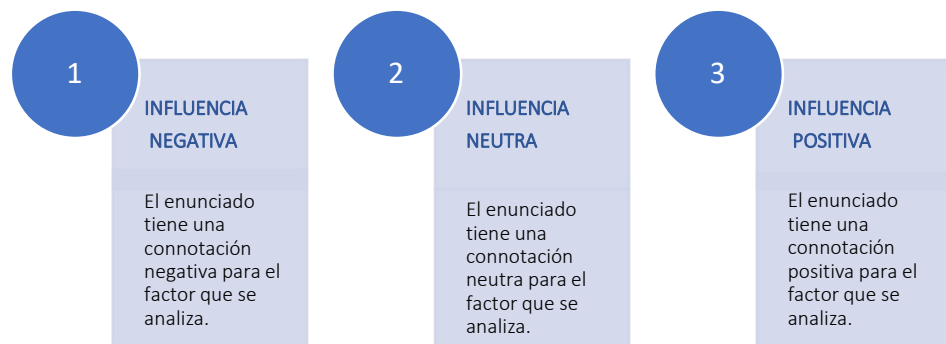 1
INFLUENCIA
NEGATIVA
El enunciado
tiene una
connotación
negativa para el
factor que se
analiza.
2
INFLUENCIA
NEUTRA
El enunciado
tiene una
connotación
neutra para el
factor que se
analiza.
3
INFLUENCIA
POSITIVA
El enunciado
tiene una
connotación
positiva para el
factor que se
analiza.